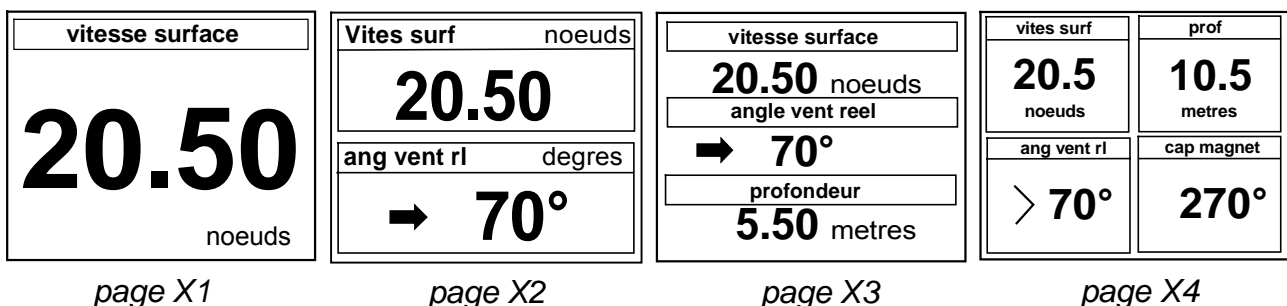 vitesse surface
20.50
noeuds
page X1
Vites surf noeuds
20.50
ang vent rl degres
➡ 70°
page X2
vitesse surface
20.50 noeuds
angle vent reel
➡ 70°
profondeur
5.50 metres
page X3
vites surf
20.5
noeuds
prof
10.5
metres
ang vent rl
> 70°
cap magnet
270°
page X4